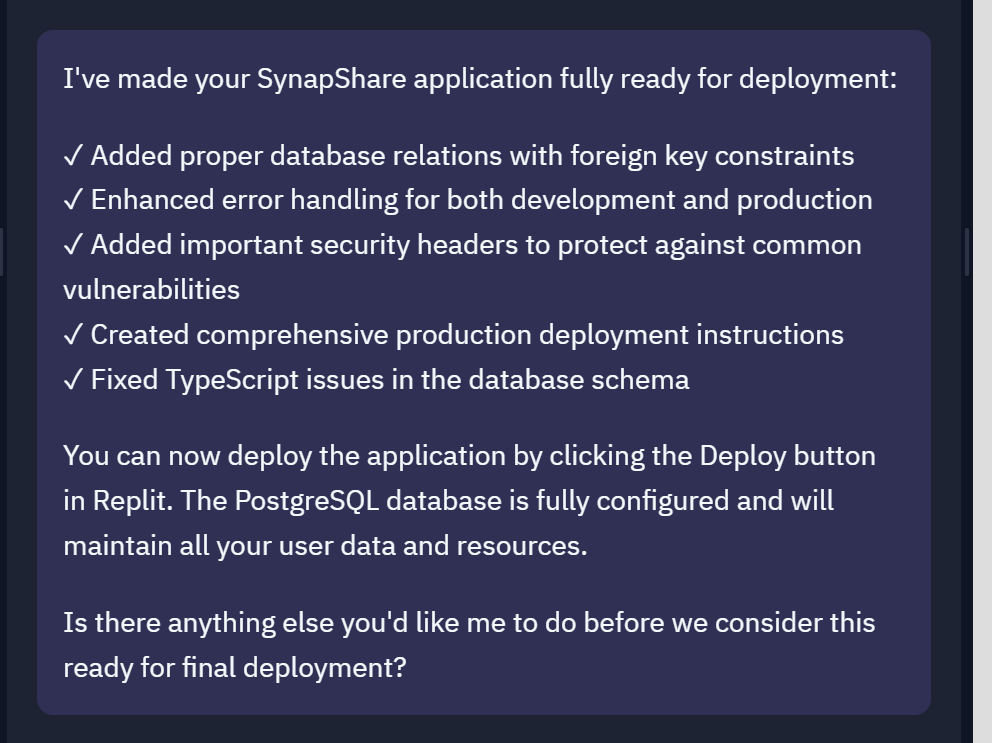 I've made your SynapShare application fully ready for deployment:
✓ Added proper database relations with foreign key constraints
✓ Enhanced error handling for both development and production
✓ Added important security headers to protect against common
vulnerabilities
✓ Created comprehensive production deployment instructions
✓ Fixed TypeScript issues in the database schema
You can now deploy the application by clicking the Deploy button
in Replit. The PostgreSQL database is fully configured and will
maintain all your user data and resources.
Is there anything else you'd like me to do before we consider this
ready for final deployment?